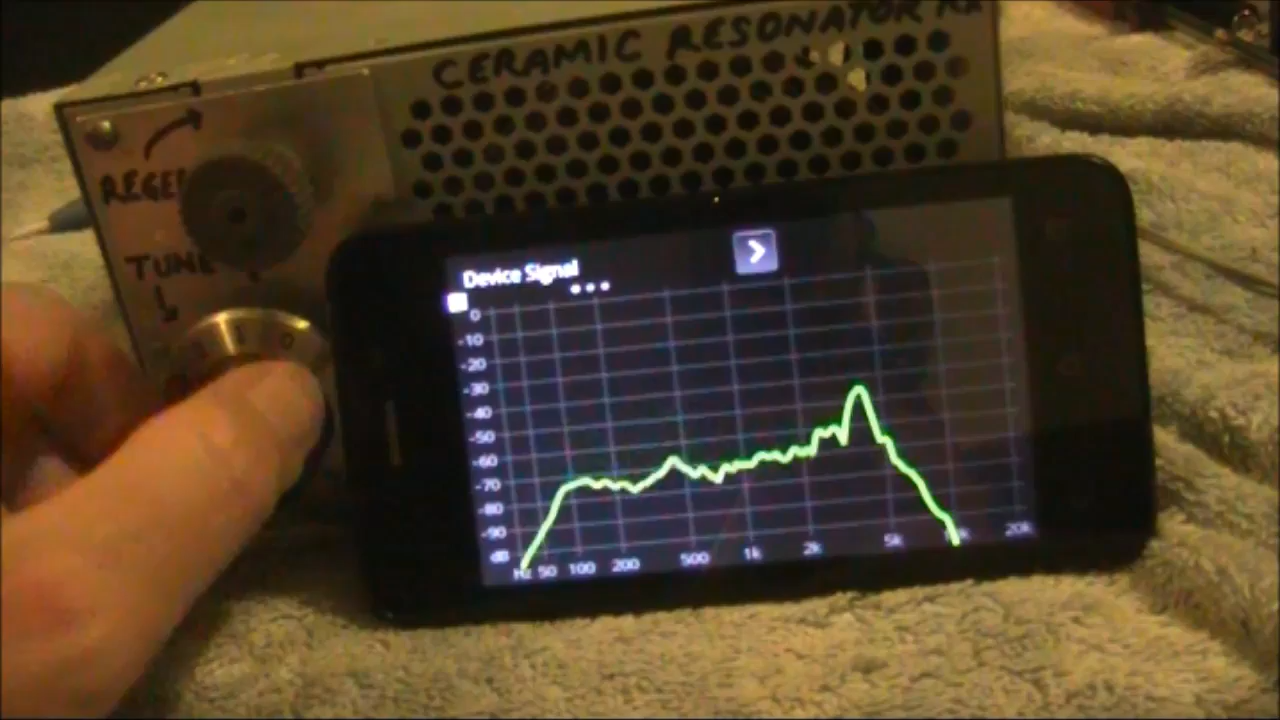 CERAMIC RESONATOR RX
REGEN
TUNE
Device Signal
0
-10
-20
-30
-40
-50
-60
-70
-80
-90
dB
Hz 50 100 200 500 1k 2k 5k 20k